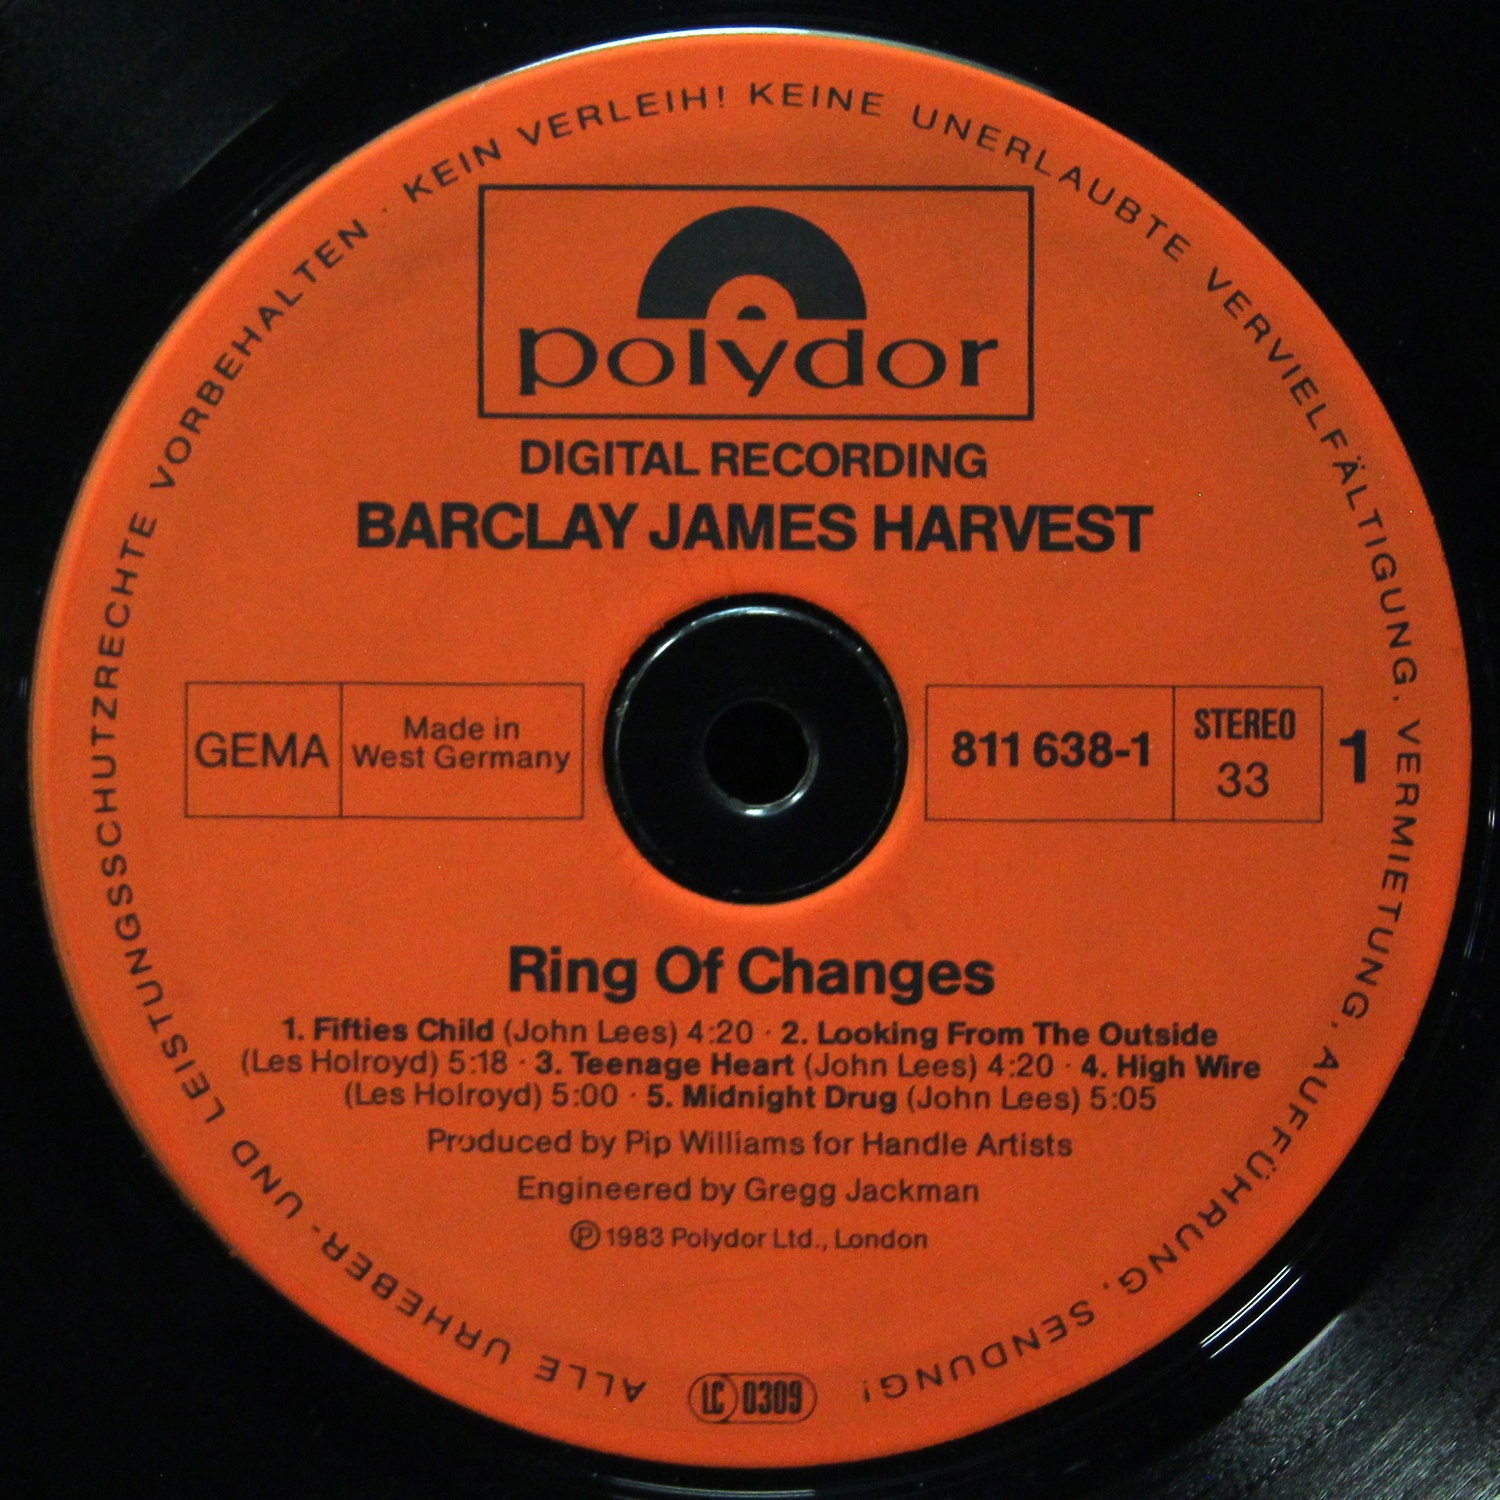 ALLE URHEBER- UND LEISTUNGSSCHUTZRECHTE VORBEHALTEN · KEIN VERLEIH! KEINE UNERLAUBTE VERVIELFÄLTIGUNG, VERMIETUNG, AUFFÜHRUNG, SENDUNG!
polydor
DIGITAL RECORDING
BARCLAY JAMES HARVEST
GEMA
Made in
West Germany
811 638-1
STEREO
33
1
Ring Of Changes
1. Fifties Child (John Lees) 4:20 · 2. Looking From The Outside
(Les Holroyd) 5:18 · 3. Teenage Heart (John Lees) 4:20 · 4. High Wire
(Les Holroyd) 5:00 · 5. Midnight Drug (John Lees) 5:05
Produced by Pip Williams for Handle Artists
Engineered by Gregg Jackman
Ⓟ 1983 Polydor Ltd., London
LC 0309